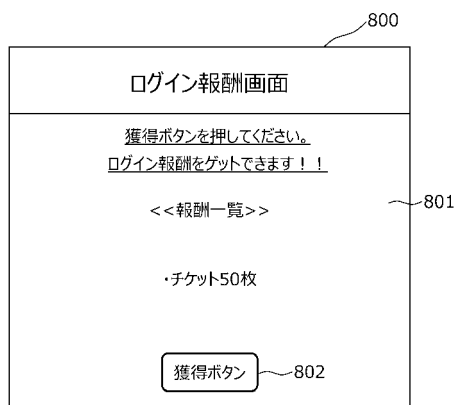 800
ログイン報酬画面
獲得ボタンを押してください。
ログイン報酬をゲットできます！！
<<報酬一覧>>
801
・チケット50枚
獲得ボタン
802